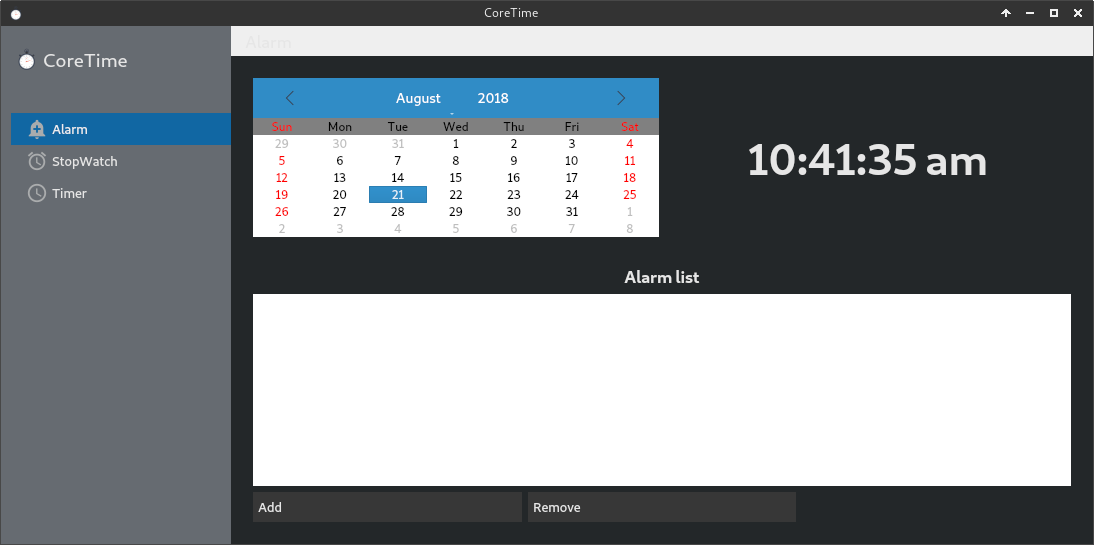 CoreTime
CoreTime
Alarm
StopWatch
Timer
Alarm
August 2018
Sun Mon Tue Wed Thu Fri Sat
29 30 31 1 2 3 4
5 6 7 8 9 10 11
12 13 14 15 16 17 18
19 20 21 22 23 24 25
26 27 28 29 30 31 1
2 3 4 5 6 7 8
10:41:35 am
Alarm list
Add Remove